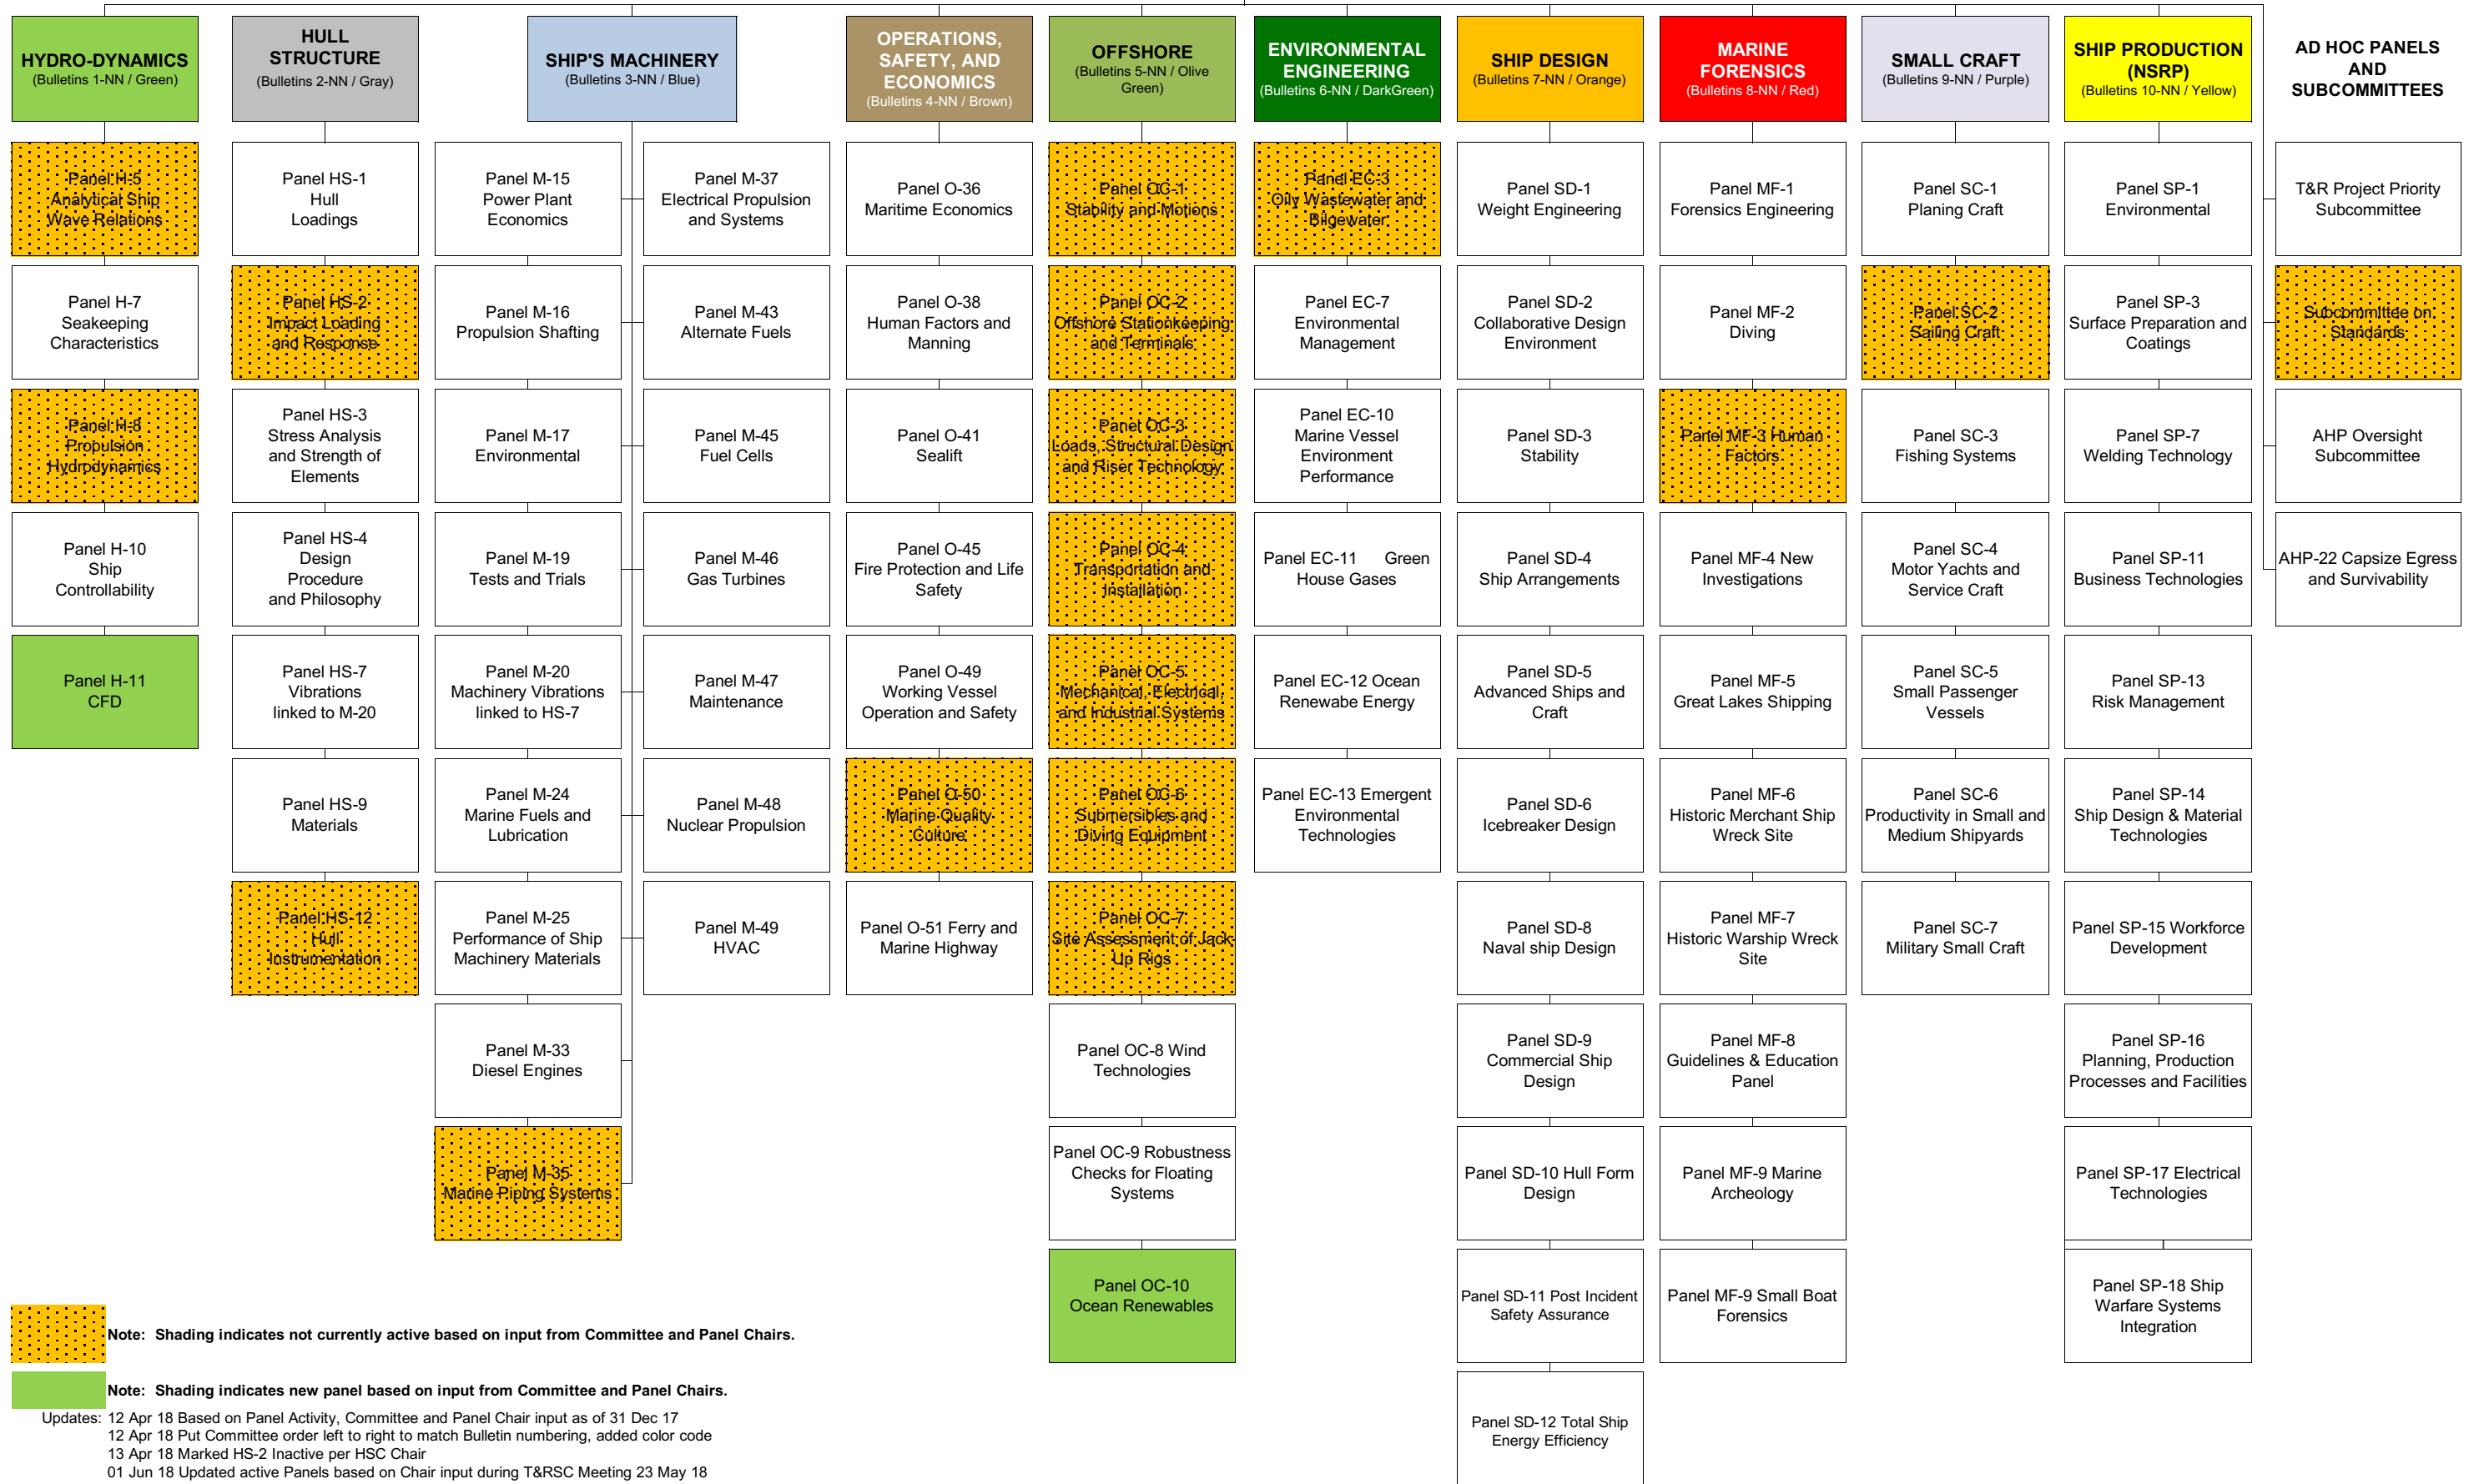 HYDRO-DYNAMICS
(Bulletins 1-NN / Green)
HULL
STRUCTURE
(Bulletins 2-NN / Gray)
SHIP'S MACHINERY
(Bulletins 3-NN / Blue)
OPERATIONS,
SAFETY, AND
ECONOMICS
(Bulletins 4-NN / Brown)
OFFSHORE
(Bulletins 5-NN / Olive
Green)
ENVIRONMENTAL
ENGINEERING
(Bulletins 6-NN / DarkGreen)
SHIP DESIGN
(Bulletins 7-NN / Orange)
MARINE
FORENSICS
(Bulletins 8-NN / Red)
SMALL CRAFT
(Bulletins 9-NN / Purple)
SHIP PRODUCTION
(NSRP)
(Bulletins 10-NN / Yellow)
AD HOC PANELS
AND
SUBCOMMITTEES
Panel H-5
Analytical Ship
Wave Relations
Panel H-7
Seakeeping
Characteristics
Panel H-8
Propulsion
Hydrodynamics
Panel H-10
Ship
Controllability
Panel H-11
CFD
Panel HS-1
Hull
Loadings
Panel HS-2
Impact Loading
and Response
Panel HS-3
Stress Analysis
and Strength of
Elements
Panel HS-4
Design
Procedure
and Philosophy
Panel HS-7
Vibrations
linked to M-20
Panel HS-9
Materials
Panel HS-12
Hull
Instrumentation
Panel M-15
Power Plant
Economics
Panel M-16
Propulsion Shafting
Panel M-17
Environmental
Panel M-19
Tests and Trials
Panel M-20
Machinery Vibrations
linked to HS-7
Panel M-24
Marine Fuels and
Lubrication
Panel M-25
Performance of Ship
Machinery Materials
Panel M-33
Diesel Engines
Panel M-35
Marine Piping Systems
Panel M-37
Electrical Propulsion
and Systems
Panel M-43
Alternate Fuels
Panel M-45
Fuel Cells
Panel M-46
Gas Turbines
Panel M-47
Maintenance
Panel M-48
Nuclear Propulsion
Panel M-49
HVAC
Panel O-36
Maritime Economics
Panel O-38
Human Factors and
Manning
Panel O-41
Sealift
Panel O-45
Fire Protection and Life
Safety
Panel O-49
Working Vessel
Operation and Safety
Panel O-50
Marine Quality
Culture
Panel O-51 Ferry and
Marine Highway
Panel OC-1
Stability and Motions
Panel OC-2
Offshore Stationkeeping
and Terminals
Panel OC-3
Loads, Structural Design
and Riser Technology
Panel OC-4
Transportation and
Installation
Panel OC-5
Mechanical, Electrical,
and Industrial Systems
Panel OC-6
Submersibles and
Diving Equipment
Panel OC-7
Site Assessment of Jack-
Up Rigs
Panel OC-8 Wind
Technologies
Panel OC-9 Robustness
Checks for Floating
Systems
Panel OC-10
Ocean Renewables
Panel EC-3
Oily Wastewater and
Bilgewater
Panel EC-7
Environmental
Management
Panel EC-10
Marine Vessel
Environment
Performance
Panel EC-11 Green
House Gases
Panel EC-12 Ocean
Renewabe Energy
Panel EC-13 Emergent
Environmental
Technologies
Panel SD-1
Weight Engineering
Panel SD-2
Collaborative Design
Environment
Panel SD-3
Stability
Panel SD-4
Ship Arrangements
Panel SD-5
Advanced Ships and
Craft
Panel SD-6
Icebreaker Design
Panel SD-8
Naval ship Design
Panel SD-9
Commercial Ship
Design
Panel SD-10 Hull Form
Design
Panel SD-11 Post Incident
Safety Assurance
Panel SD-12 Total Ship
Energy Efficiency
Panel MF-1
Forensics Engineering
Panel MF-2
Diving
Panel MF-3 Human
Factors
Panel MF-4 New
Investigations
Panel MF-5
Great Lakes Shipping
Panel MF-6
Historic Merchant Ship
Wreck Site
Panel MF-7
Historic Warship Wreck
Site
Panel MF-8
Guidelines & Education
Panel
Panel MF-9 Marine
Archeology
Panel MF-9 Small Boat
Forensics
Panel SC-1
Planing Craft
Panel SC-2
Sailing Craft
Panel SC-3
Fishing Systems
Panel SC-4
Motor Yachts and
Service Craft
Panel SC-5
Small Passenger
Vessels
Panel SC-6
Productivity in Small and
Medium Shipyards
Panel SC-7
Military Small Craft
Panel SP-1
Environmental
Panel SP-3
Surface Preparation and
Coatings
Panel SP-7
Welding Technology
Panel SP-11
Business Technologies
Panel SP-13
Risk Management
Panel SP-14
Ship Design & Material
Technologies
Panel SP-15 Workforce
Development
Panel SP-16
Planning, Production
Processes and Facilities
Panel SP-17 Electrical
Technologies
Panel SP-18 Ship
Warfare Systems
Integration
T&R Project Priority
Subcommittee
Subcommittee on
Standards
AHP Oversight
Subcommittee
AHP-22 Capsize Egress
and Survivability
Note: Shading indicates not currently active based on input from Committee and Panel Chairs.
Note: Shading indicates new panel based on input from Committee and Panel Chairs.
Updates: 12 Apr 18 Based on Panel Activity, Committee and Panel Chair input as of 31 Dec 17
12 Apr 18 Put Committee order left to right to match Bulletin numbering, added color code
13 Apr 18 Marked HS-2 Inactive per HSC Chair
01 Jun 18 Updated active Panels based on Chair input during T&RSC Meeting 23 May 18